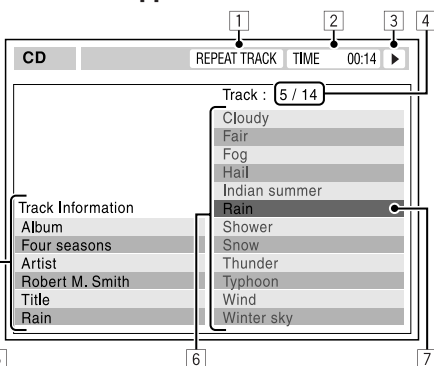 1 2 3 4
CD REPEAT TRACK TIME 00:14
Track : 5 / 14
Cloudy
Fair
Fog
Hail
Indian summer
Rain
Shower
Snow
Thunder
Typhoon
Wind
Winter sky
Track Information
Album
Four seasons
Artist
Robert M. Smith
Title
Rain
6 7